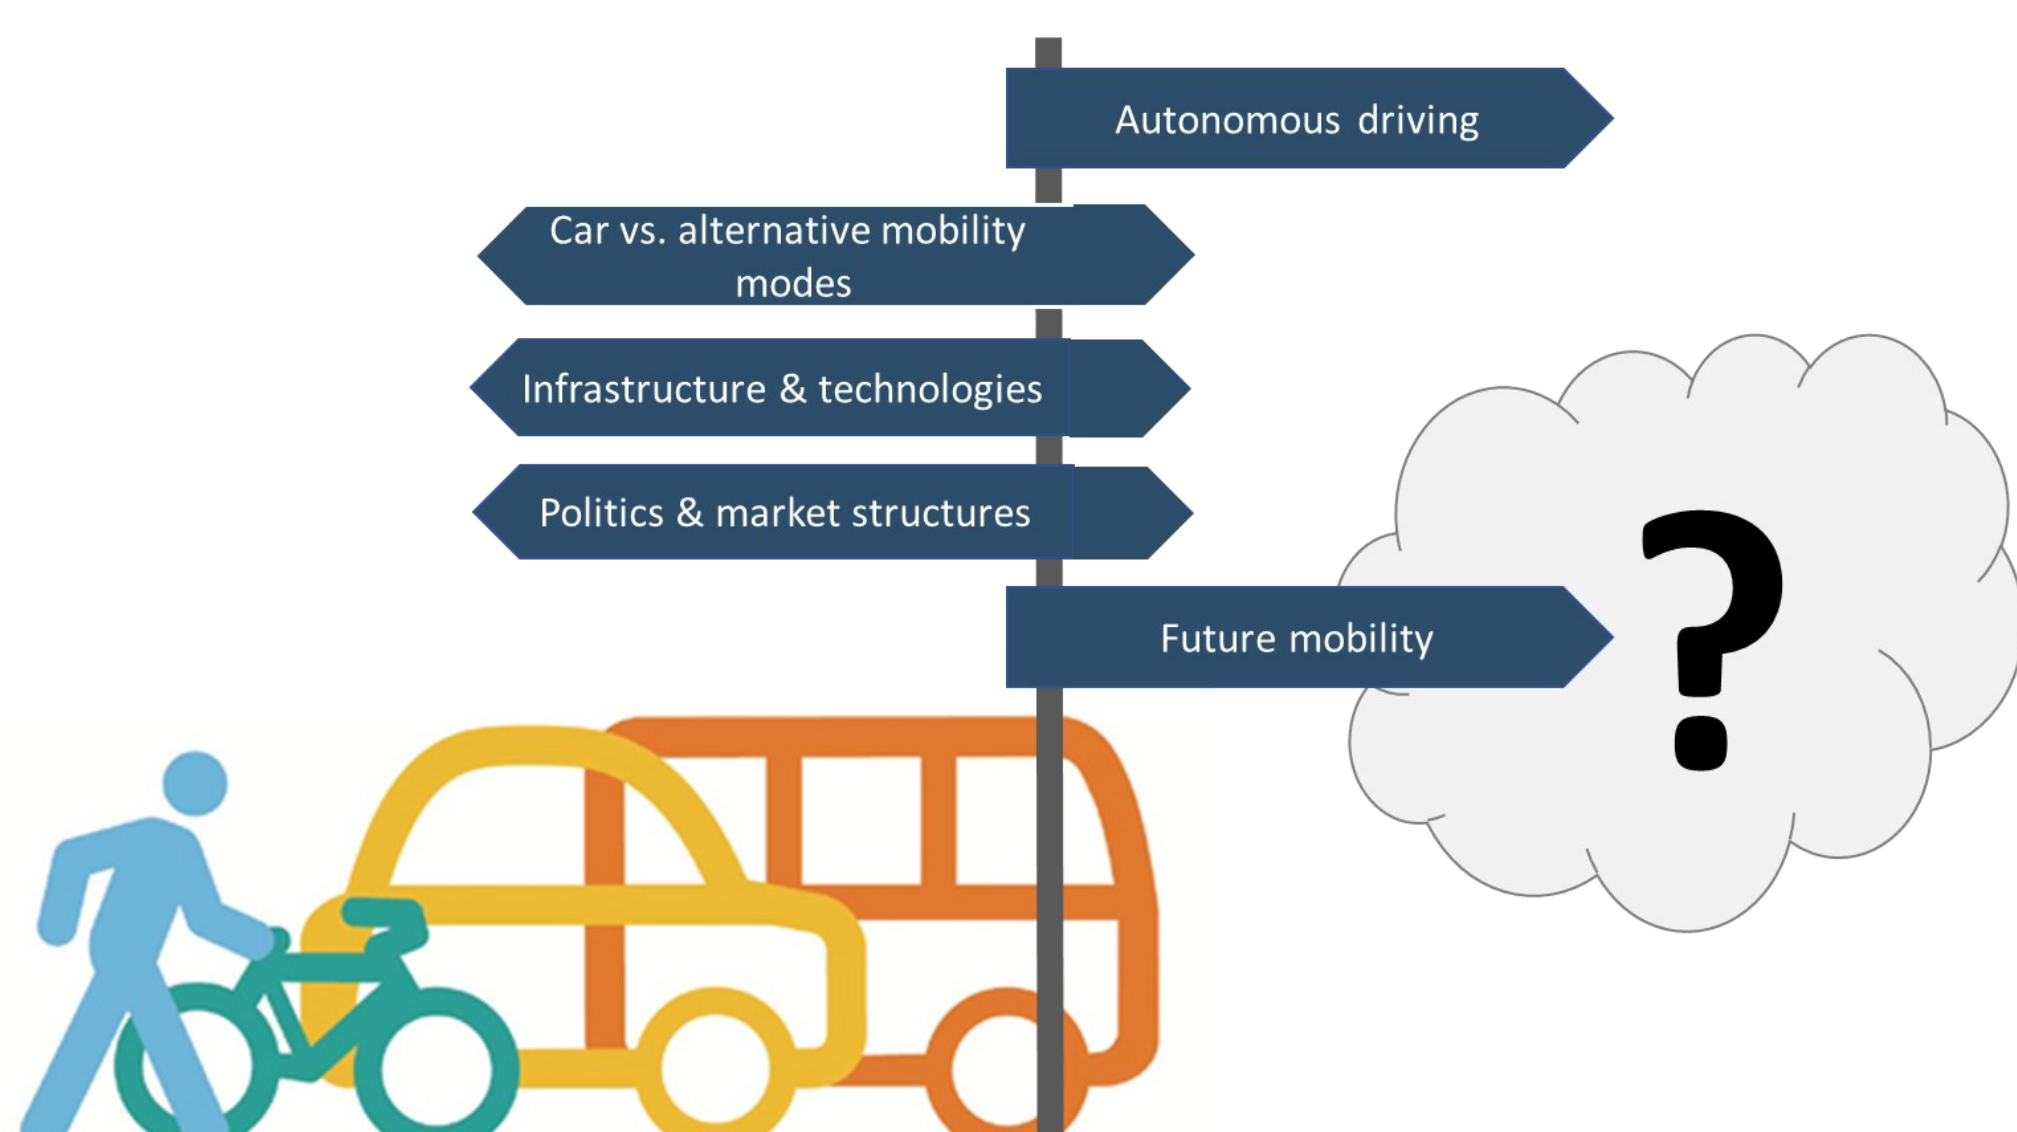 Autonomous driving
Car vs. alternative mobility
modes
Infrastructure & technologies
Politics & market structures
Future mobility
?